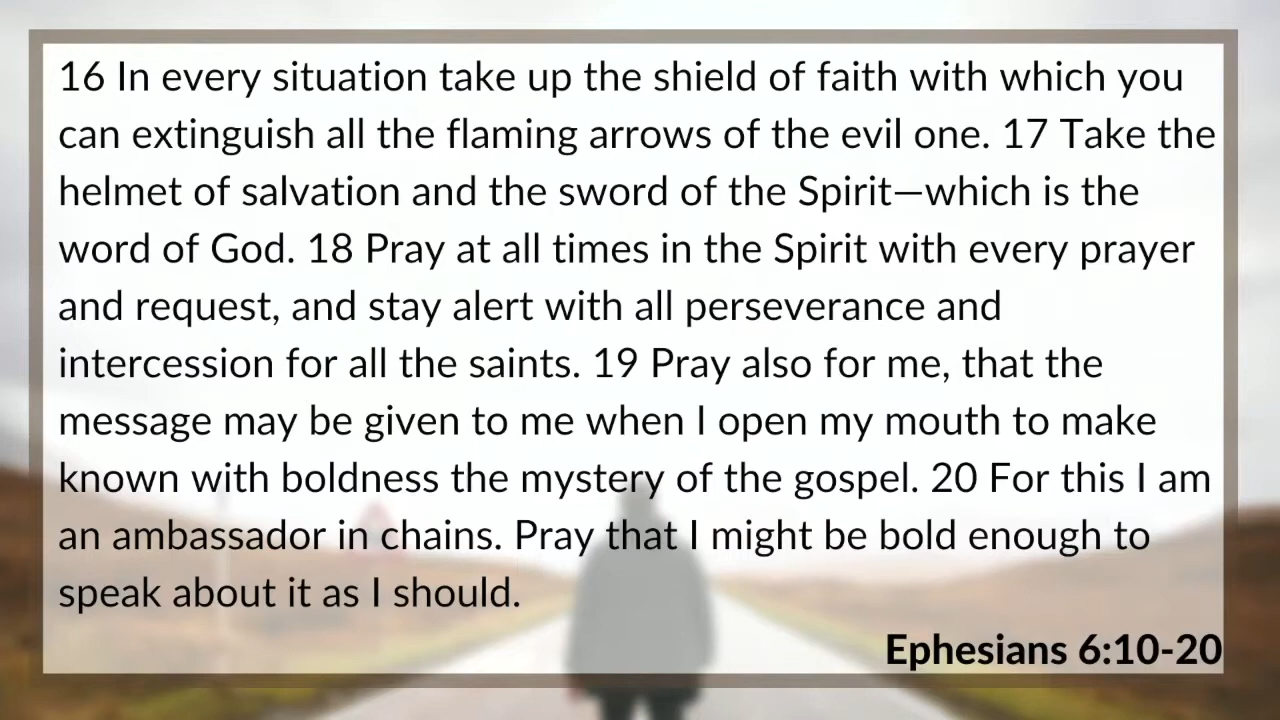 16 In every situation take up the shield of faith with which you
can extinguish all the flaming arrows of the evil one. 17 Take the
helmet of salvation and the sword of the Spirit—which is the
word of God. 18 Pray at all times in the Spirit with every prayer
and request, and stay alert with all perseverance and
intercession for all the saints. 19 Pray also for me, that the
message may be given to me when I open my mouth to make
known with boldness the mystery of the gospel. 20 For this I am
an ambassador in chains. Pray that I might be bold enough to
speak about it as I should.
Ephesians 6:10-20